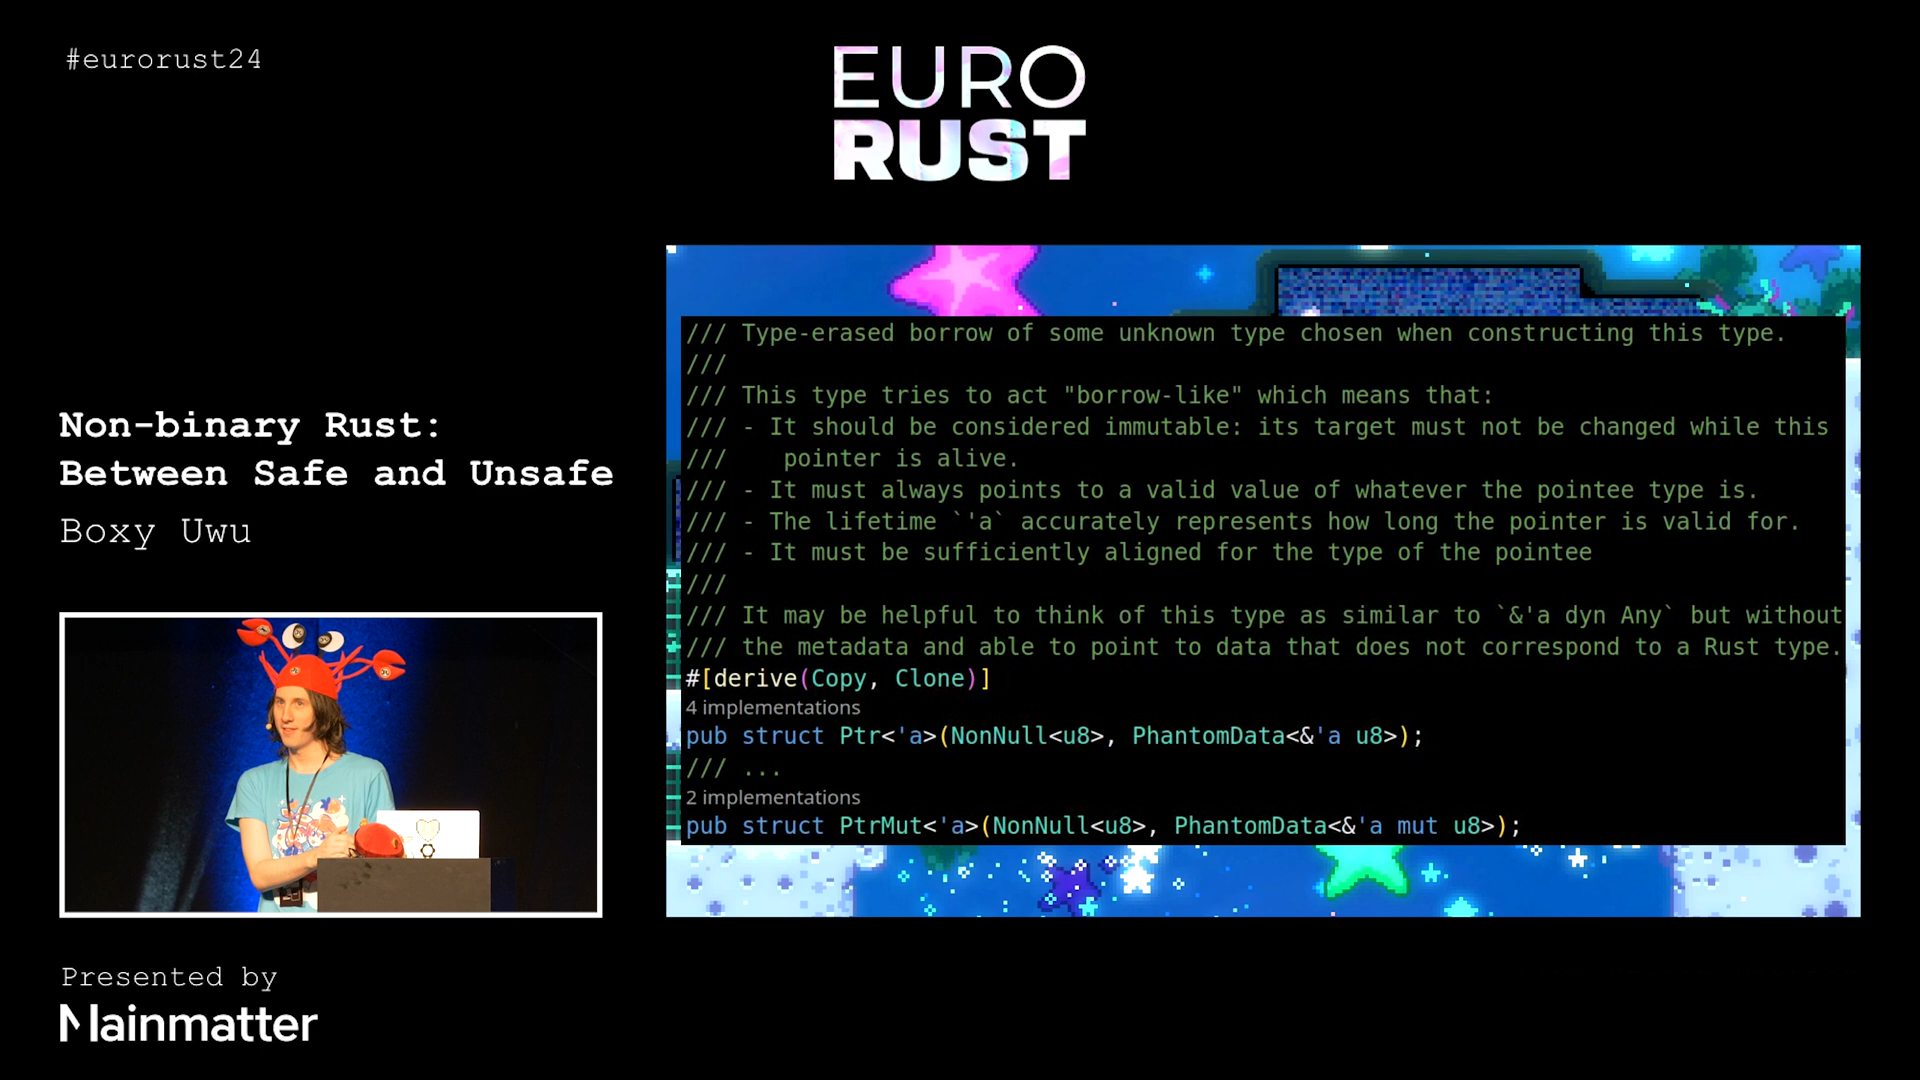 #eurorust24
EURO
RUST
Non-binary Rust:
Between Safe and Unsafe
Boxy Uwu
Presented by
Mainmatter
/// Type-erased borrow of some unknown type chosen when constructing this type.
///
/// This type tries to act "borrow-like" which means that:
/// - It should be considered immutable: its target must not be changed while this
///    pointer is alive.
/// - It must always points to a valid value of whatever the pointee type is.
/// - The lifetime `'a` accurately represents how long the pointer is valid for.
/// - It must be sufficiently aligned for the type of the pointee
///
/// It may be helpful to think of this type as similar to `&'a dyn Any` but without
/// the metadata and able to point to data that does not correspond to a Rust type.
#[derive(Copy, Clone)]
4 implementations
pub struct Ptr<'a>(NonNull<u8>, PhantomData<&'a u8>);
/// ...
2 implementations
pub struct PtrMut<'a>(NonNull<u8>, PhantomData<&'a mut u8>);